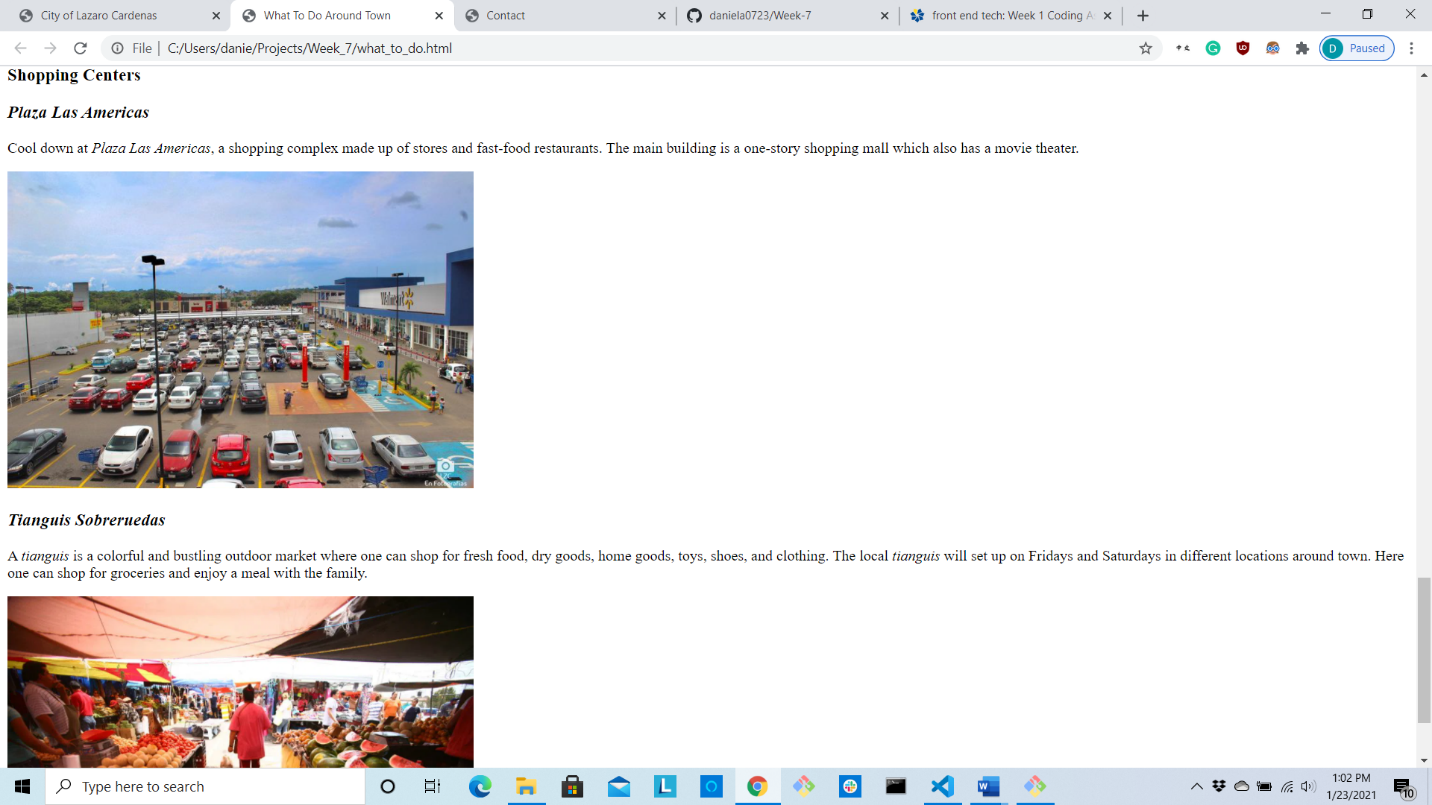 City of Lazaro Cardenas
What To Do Around Town
Contact
daniela0723/Week-7
front end tech: Week 1 Coding A
File
C:/Users/danie/Projects/Week_7/what_to_do.html
D
Paused
Shopping Centers
Plaza Las Americas
Cool down at Plaza Las Americas, a shopping complex made up of stores and fast-food restaurants. The main building is a one-story shopping mall which also has a movie theater.
Walmart
En Fotografías
Tianguis Sobreruedas
A tianguis is a colorful and bustling outdoor market where one can shop for fresh food, dry goods, home goods, toys, shoes, and clothing. The local tianguis will set up on Fridays and Saturdays in different locations around town. Here
one can shop for groceries and enjoy a meal with the family.
Type here to search
L
W
1:02 PM
1/23/2021
10